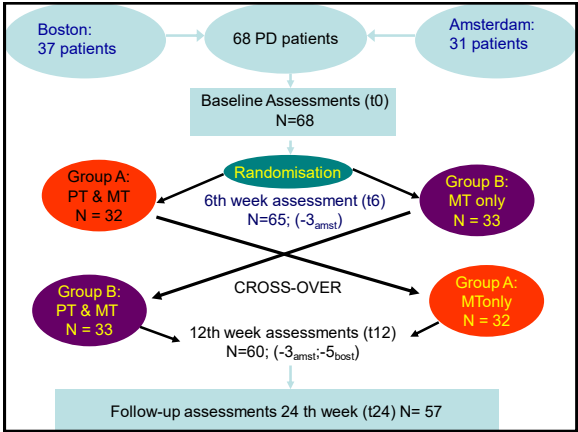 Boston:
37 patients
68 PD patients
Amsterdam:
31 patients
Baseline Assessments (t0)
N=68
Randomisation
Group A:
PT & MT
N = 32
6th week assessment (t6)
N=65; (-3amst)
Group B:
MT only
N = 33
CROSS-OVER
Group B:
PT & MT
N = 33
Group A:
MTonly
N = 32
12th week assessments (t12)
N=60; (-3amst;-5bost)
Follow-up assessments 24 th week (t24) N= 57